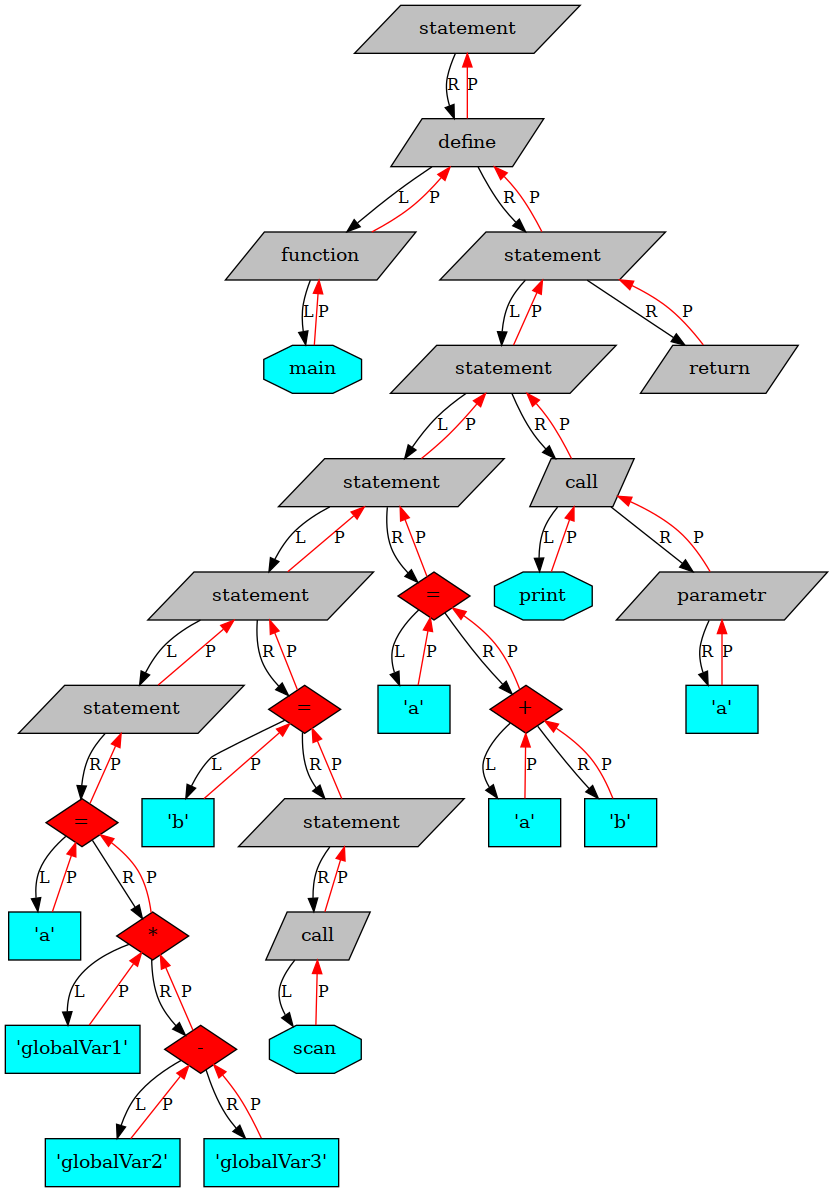 statement
R P
define
L P R P
function statement
L P L P R P
main statement return
L P R P
statement call
L P R P L P R P
statement = print parametr
L P R P L P R P R P
statement = 'a' + 'a'
R P L P R P L P R P
= 'b' statement 'a' 'b'
L P R P R P
'a' * call
L P R P L P
'globalVar1' - scan
L P R P
'globalVar2' 'globalVar3'